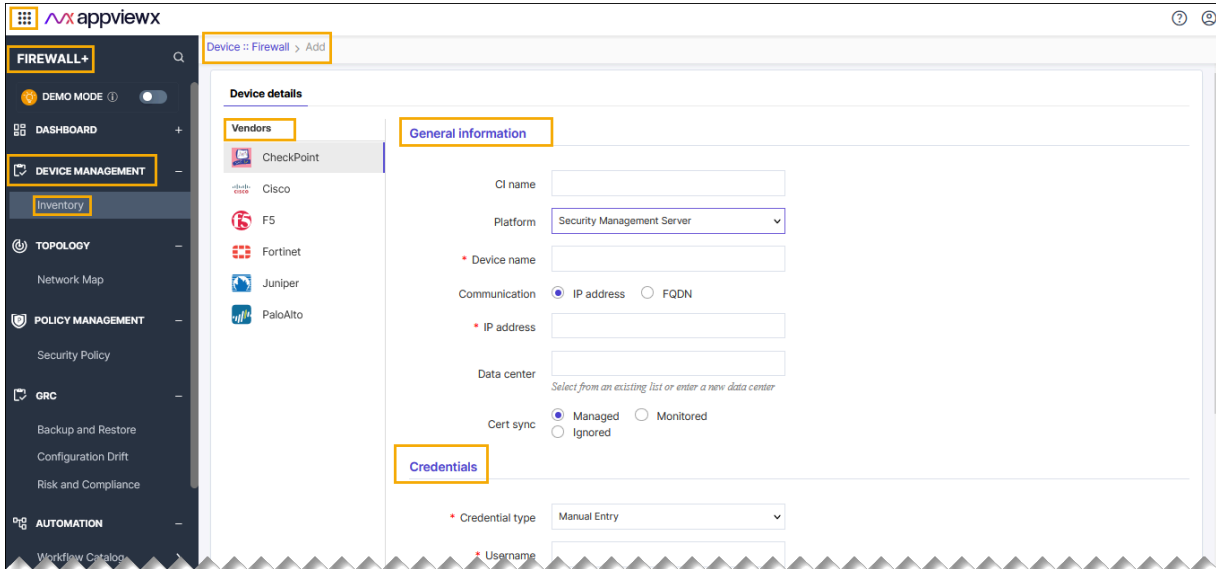 appviewx
FIREWALL+
Device :: Firewall > Add
DEMO MODE
DASHBOARD
DEVICE MANAGEMENT
Inventory
TOPOLOGY
Network Map
POLICY MANAGEMENT
Security Policy
GRC
Backup and Restore
Configuration Drift
Risk and Compliance
AUTOMATION
Workflow Catalog
Device details
Vendors
CheckPoint
Cisco
F5
Fortinet
Juniper
PaloAlto
General information
CI name
Platform Security Management Server
* Device name
Communication IP address FQDN
* IP address
Data center
Select from an existing list or enter a new data center
Cert sync Managed Monitored
Ignored
Credentials
* Credential type Manual Entry
* Username